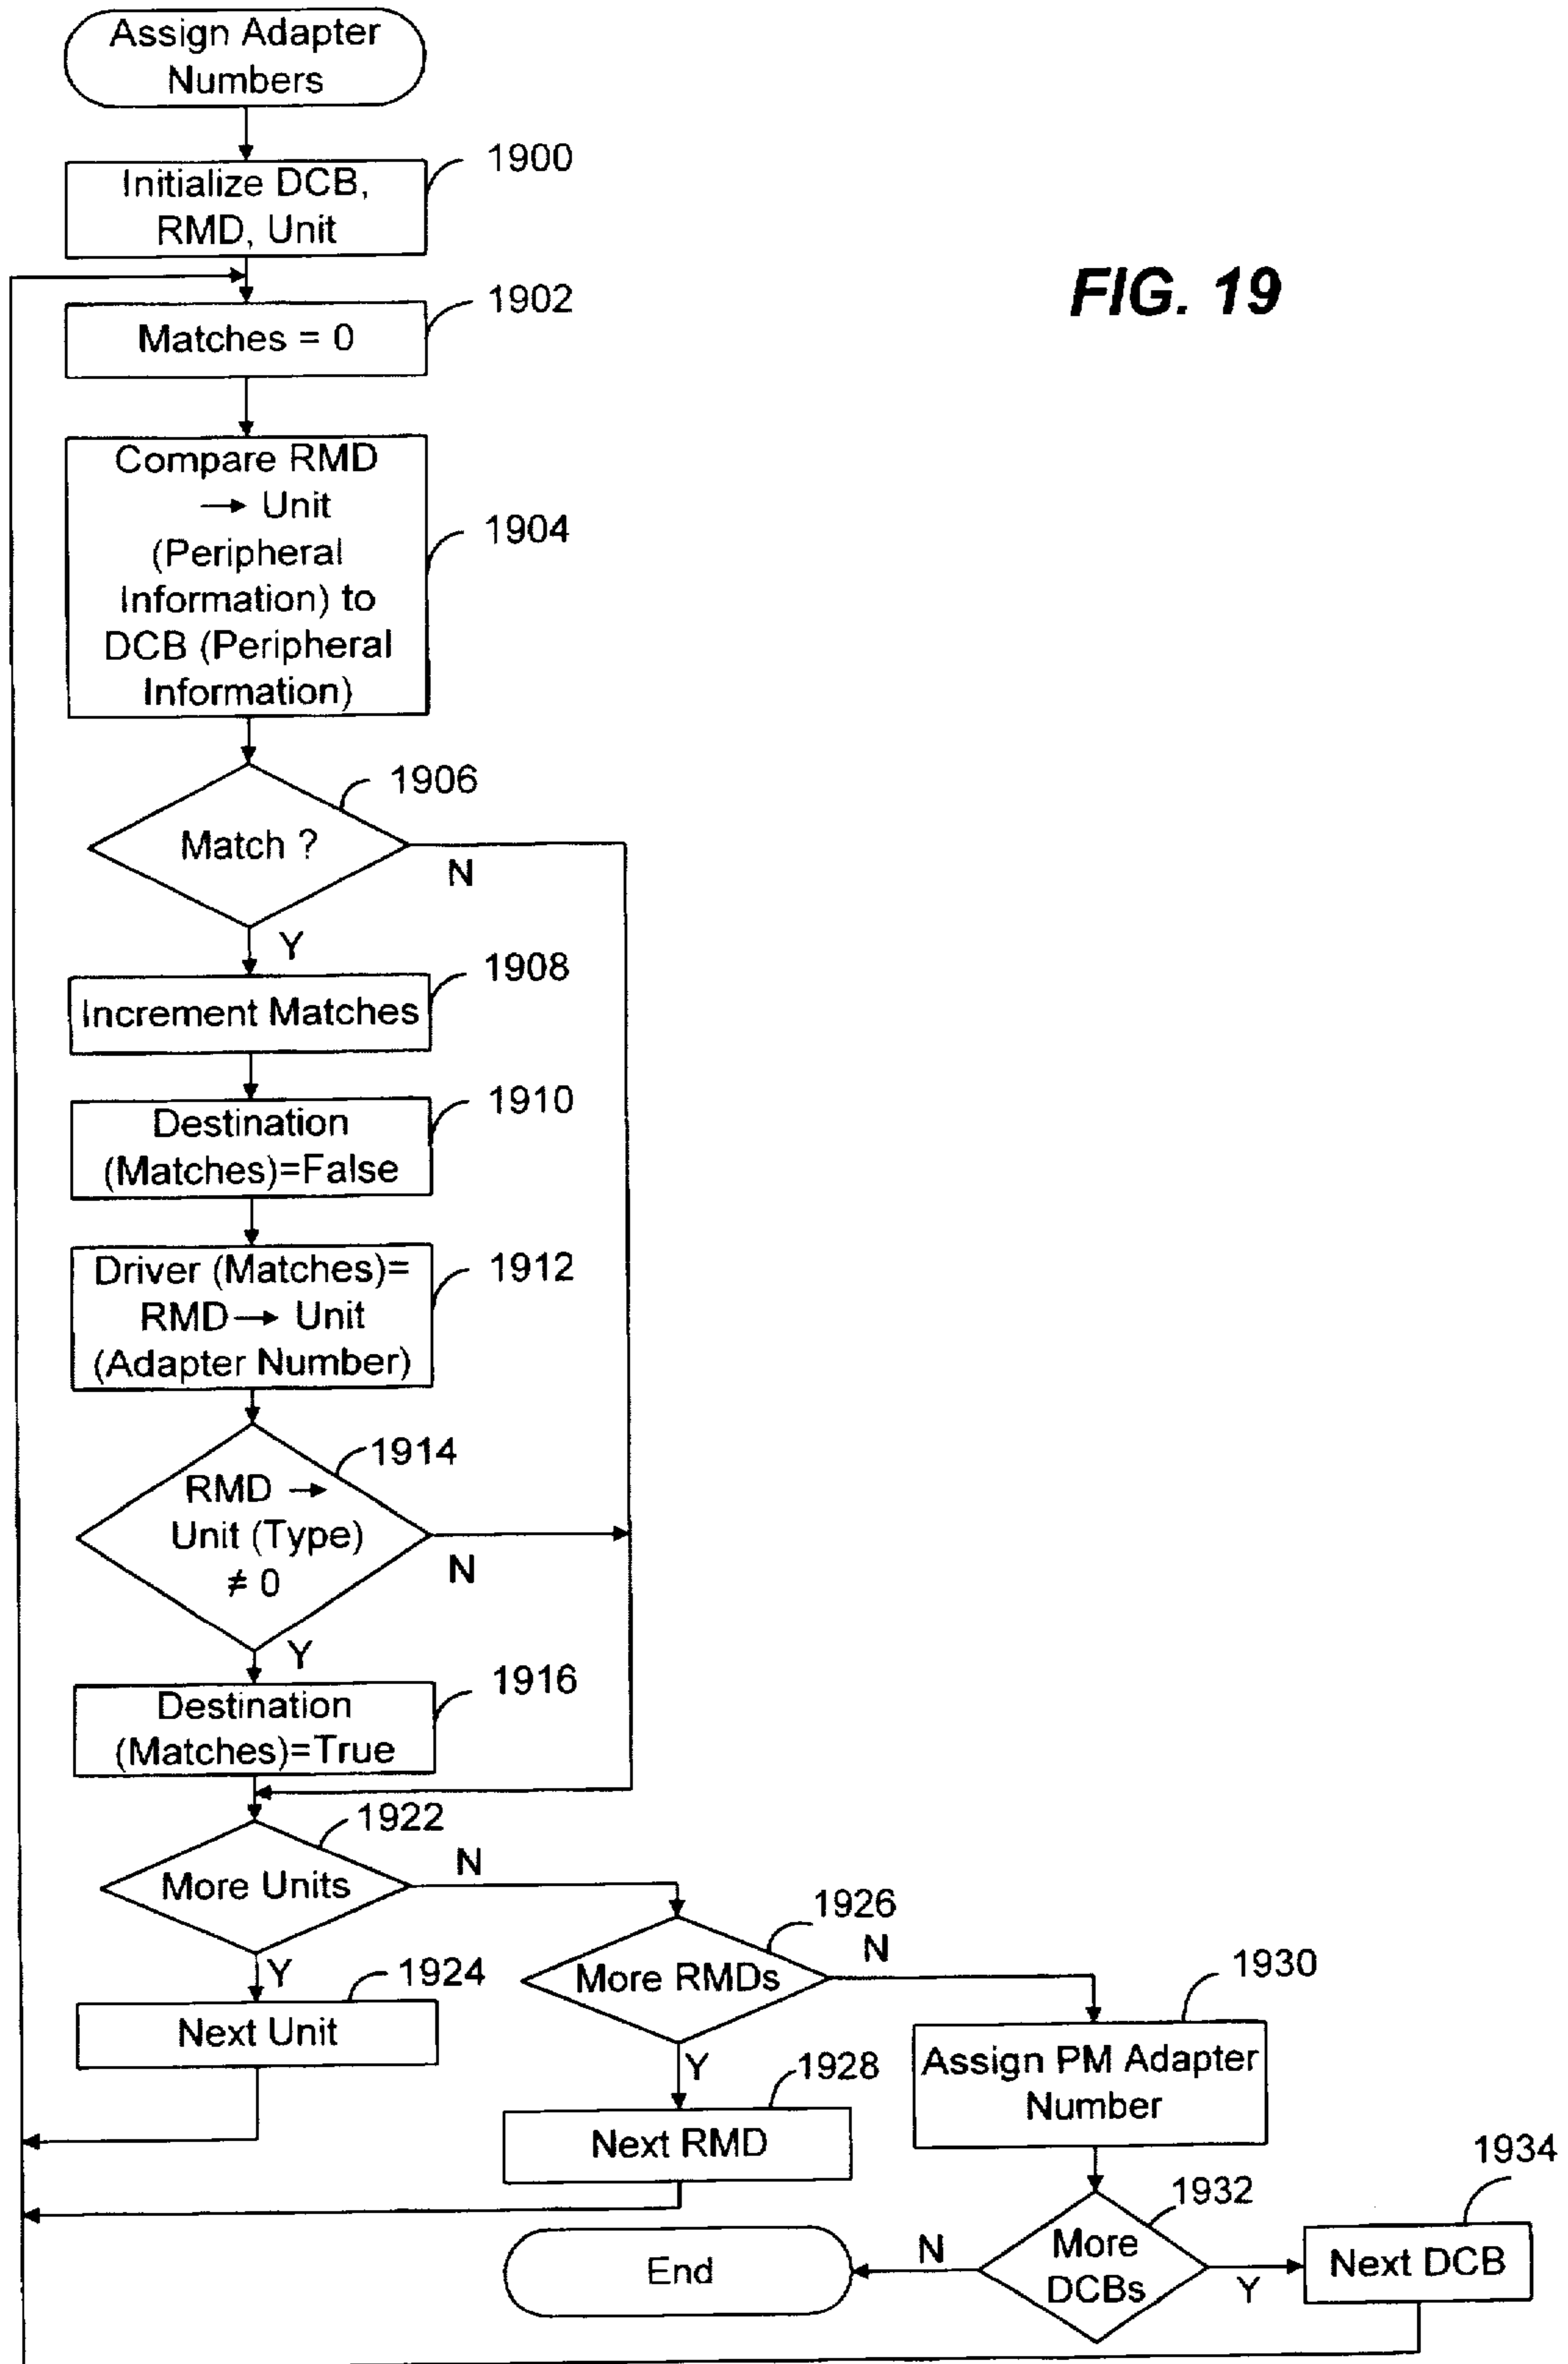 Assign Adapter
Numbers
1900
Initialize DCB,
RMD, Unit
FIG. 19
1902
Matches = 0
Compare RMD
→ Unit
(Peripheral
Information) to
DCB (Peripheral
Information)
1904
1906
Match ?
N
Y
1908
Increment Matches
1910
Destination
(Matches)=False
1912
Driver (Matches)=
RMD → Unit
(Adapter Number)
1914
RMD →
Unit (Type)
≠ 0
N
Y
1916
Destination
(Matches)=True
1922
More Units
N
Y
1924
Next Unit
1926
More RMDs
N
Y
1928
Next RMD
1930
Assign PM Adapter
Number
1932
More
DCBs
N
Y
1934
Next DCB
End